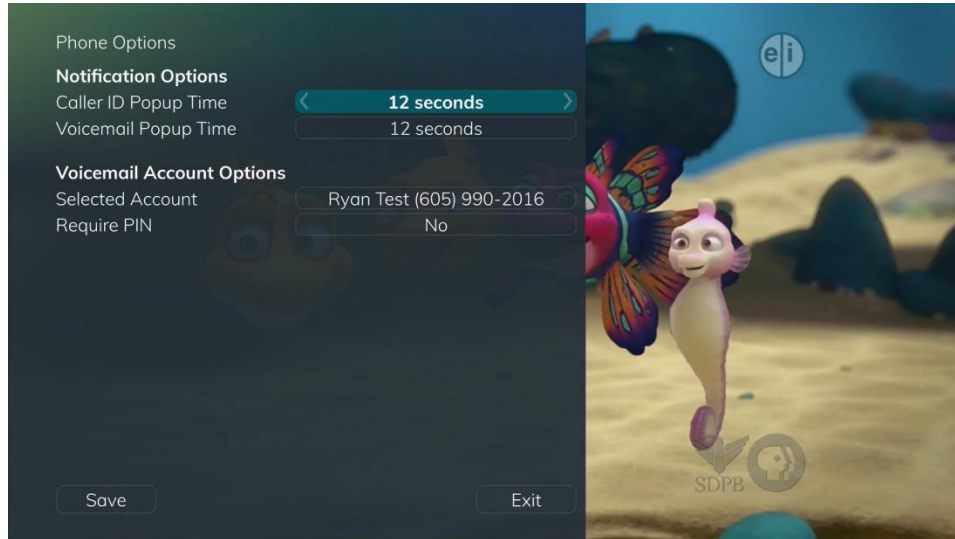 Phone Options
Notification Options
Caller ID Popup Time 12 seconds
Voicemail Popup Time 12 seconds
Voicemail Account Options
Selected Account Ryan Test (605) 990-2016
Require PIN No
Save Exit
e|i
SDPB